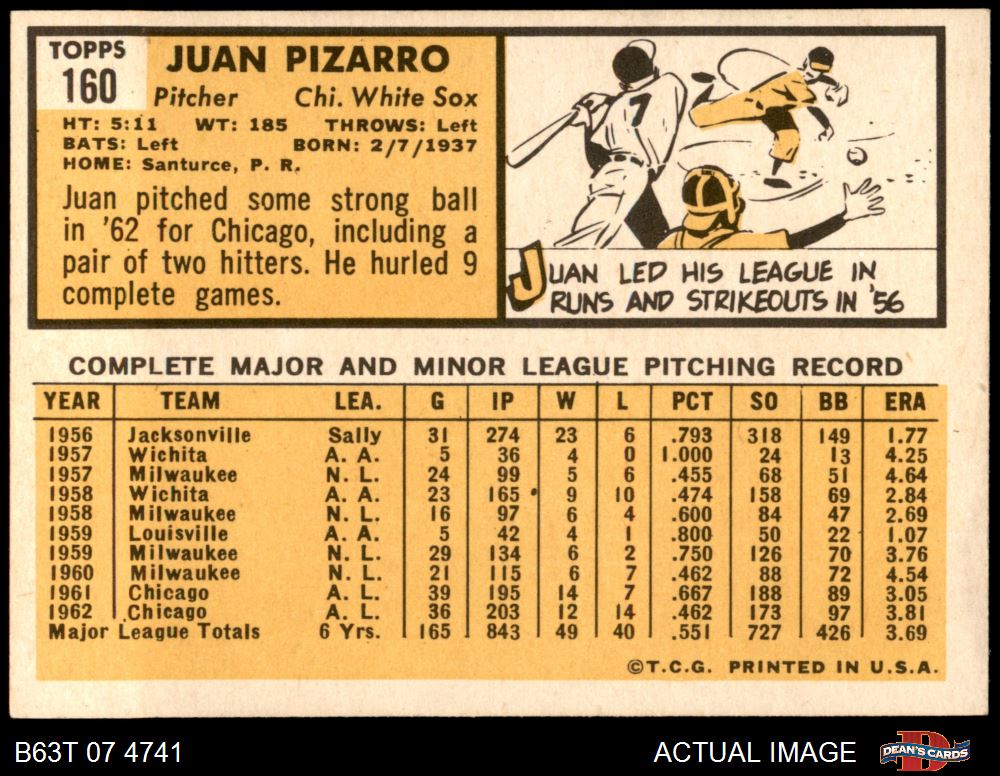 TOPPS
160
JUAN PIZARRO
Pitcher Chi. White Sox
HT: 5:11 WT: 185 THROWS: Left
BATS: Left BORN: 2/7/1937
HOME: Santurce, P. R.
Juan pitched some strong ball
in '62 for Chicago, including a
pair of two hitters. He hurled 9
complete games.
7
JUAN LED HIS LEAGUE IN
RUNS AND STRIKEOUTS IN '56
COMPLETE MAJOR AND MINOR LEAGUE PITCHING RECORD
YEAR TEAM LEA. G IP W L PCT SO BB ERA
1956 Jacksonville Sally 31 274 23 6 .793 318 149 1.77
1957 Wichita A. A. 5 36 4 0 1.000 24 13 4.25
1957 Milwaukee N. L. 24 99 5 6 .455 68 51 4.64
1958 Wichita A. A. 23 165 9 10 .474 158 69 2.84
1958 Milwaukee N. L. 16 97 6 4 .600 84 47 2.69
1959 Louisville A. A. 5 42 4 1 .800 50 22 1.07
1959 Milwaukee N. L. 29 134 6 2 .750 126 70 3.76
1960 Milwaukee N. L. 21 115 6 7 .462 88 72 4.54
1961 Chicago A. L. 39 195 14 7 .667 188 89 3.05
1962 Chicago A. L. 36 203 12 14 .462 173 97 3.81
Major League Totals 6 Yrs. 165 843 49 40 .551 727 426 3.69
©T.C.G. PRINTED IN U.S.A.
B63T 07 4741 ACTUAL IMAGE DEAN'S CARDS